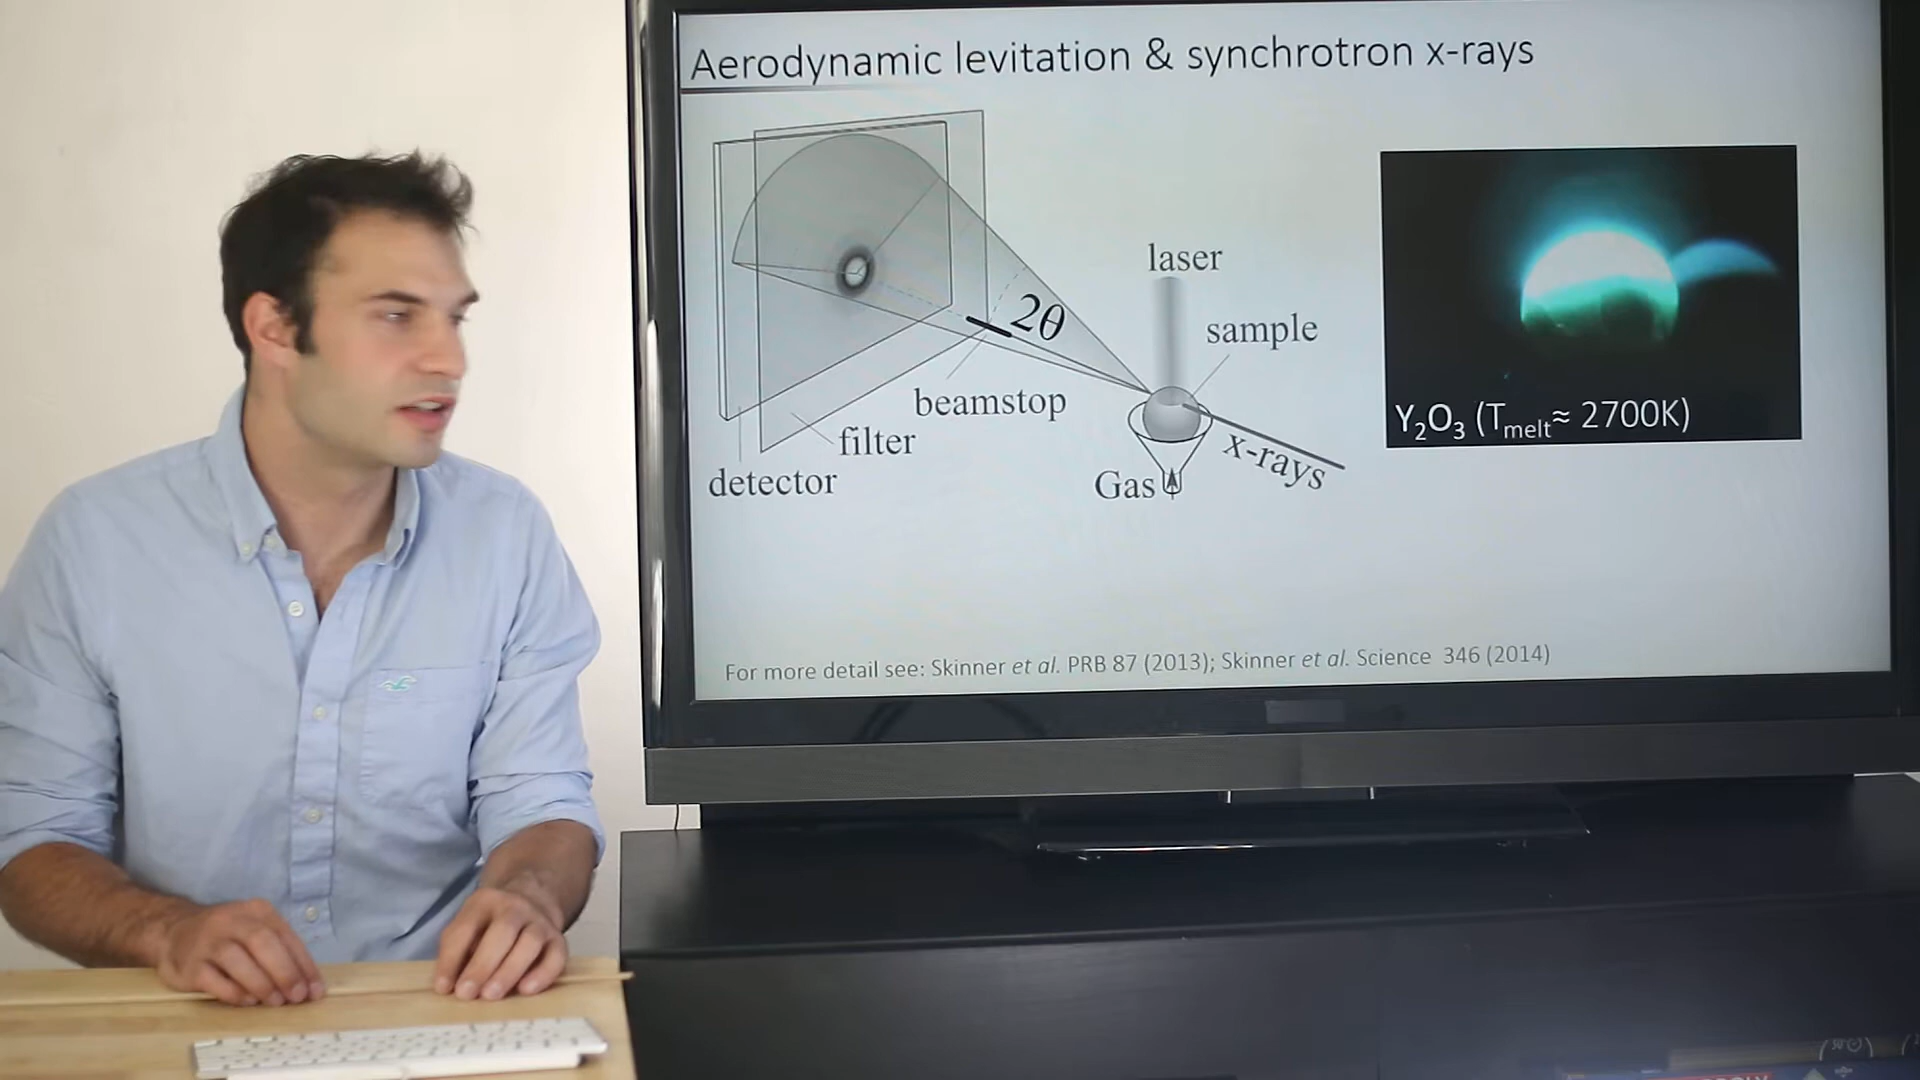 Aerodynamic levitation & synchrotron x-rays
laser
sample
2θ
beamstop
filter
detector
Gas
x-rays
Y₂O₃ (Tmelt≈ 2700K)
For more detail see: Skinner et al. PRB 87 (2013); Skinner et al. Science 346 (2014)